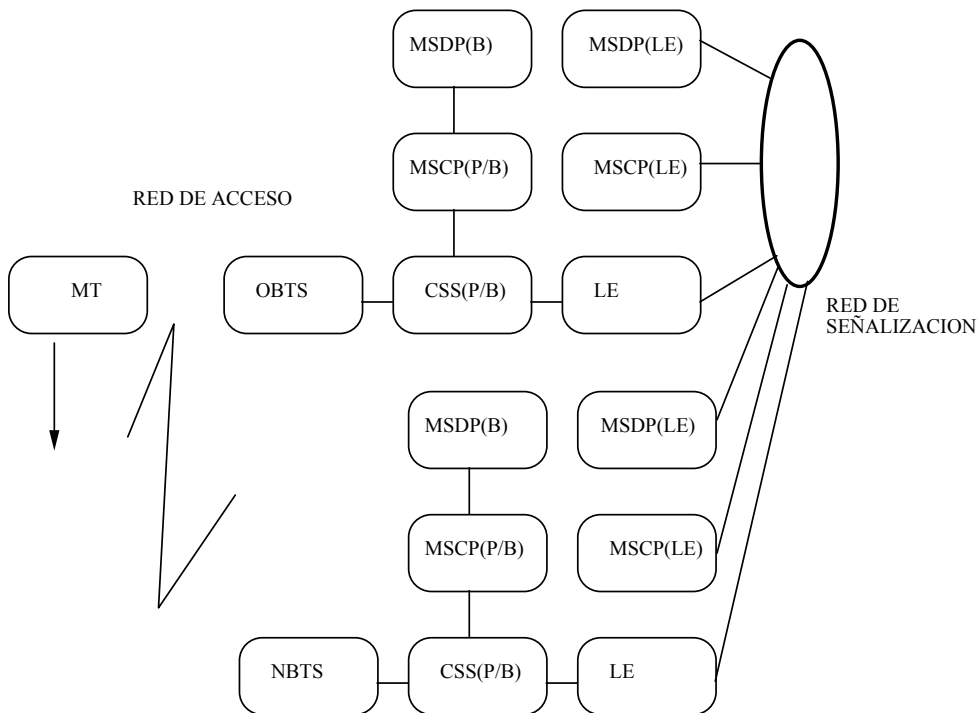 MSDP(B)
MSDP(LE)
MSCP(P/B)
MSCP(LE)
RED DE ACCESO
MT
OBTS
CSS(P/B)
LE
RED DE
SEÑALIZACION
MSDP(B)
MSDP(LE)
MSCP(P/B)
MSCP(LE)
NBTS
CSS(P/B)
LE